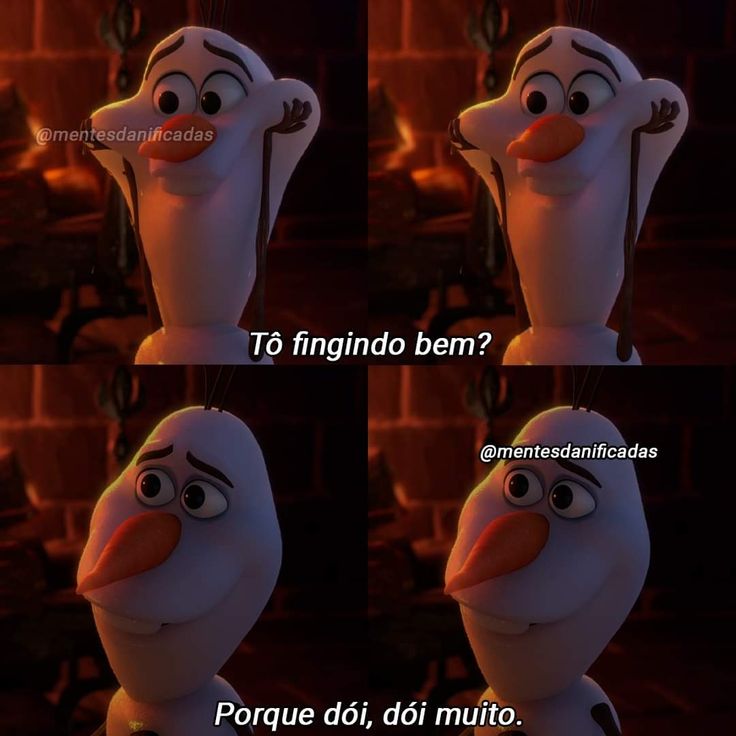 @mentesdanificadas
Tô fingindo bem?
@mentesdanificadas
Porque dói, dói muito.